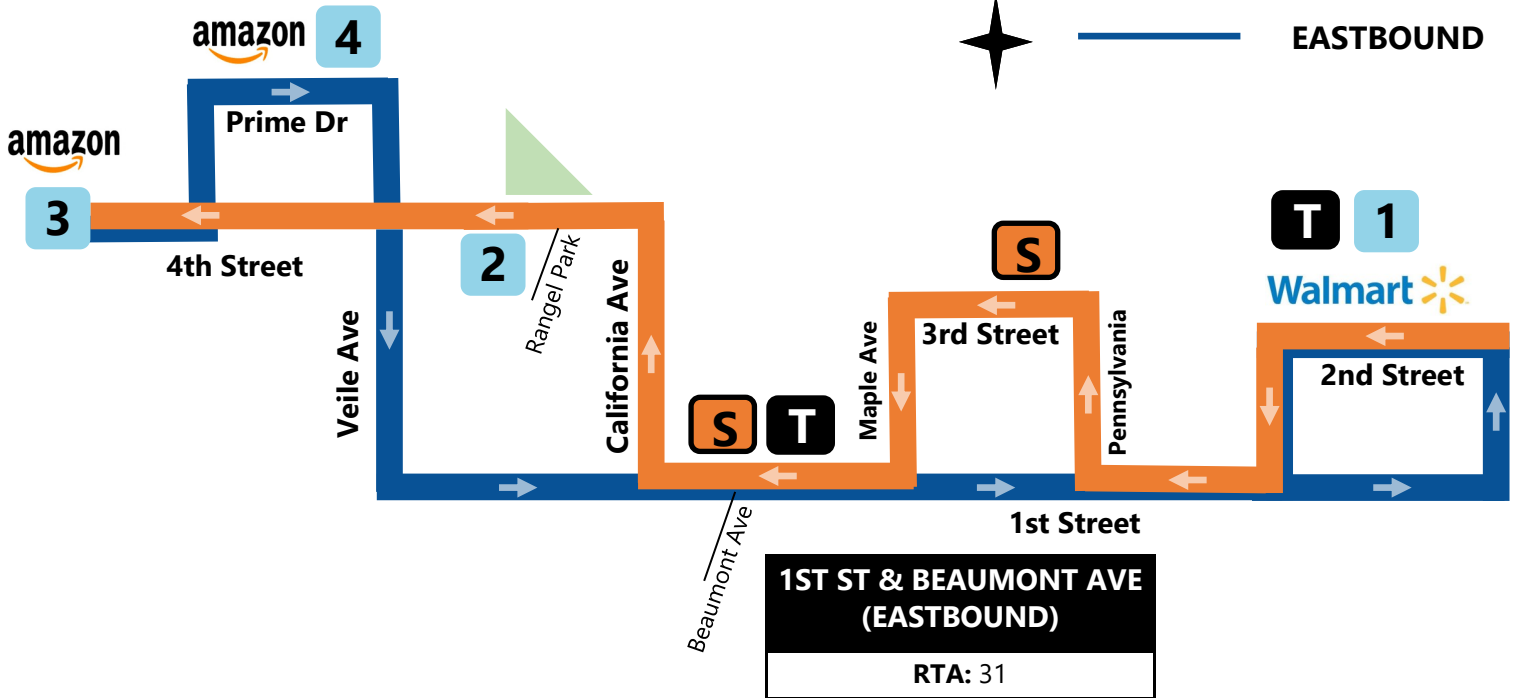 amazon
4
EASTBOUND
Prime Dr
amazon
3
T
1
S
2
4th Street
Rangel Park
Walmart
California Ave
Veile Ave
Maple Ave
3rd Street
Pennsylvania
2nd Street
S
T
1st Street
Beaumont Ave
1ST ST & BEAUMONT AVE
(EASTBOUND)
RTA: 31